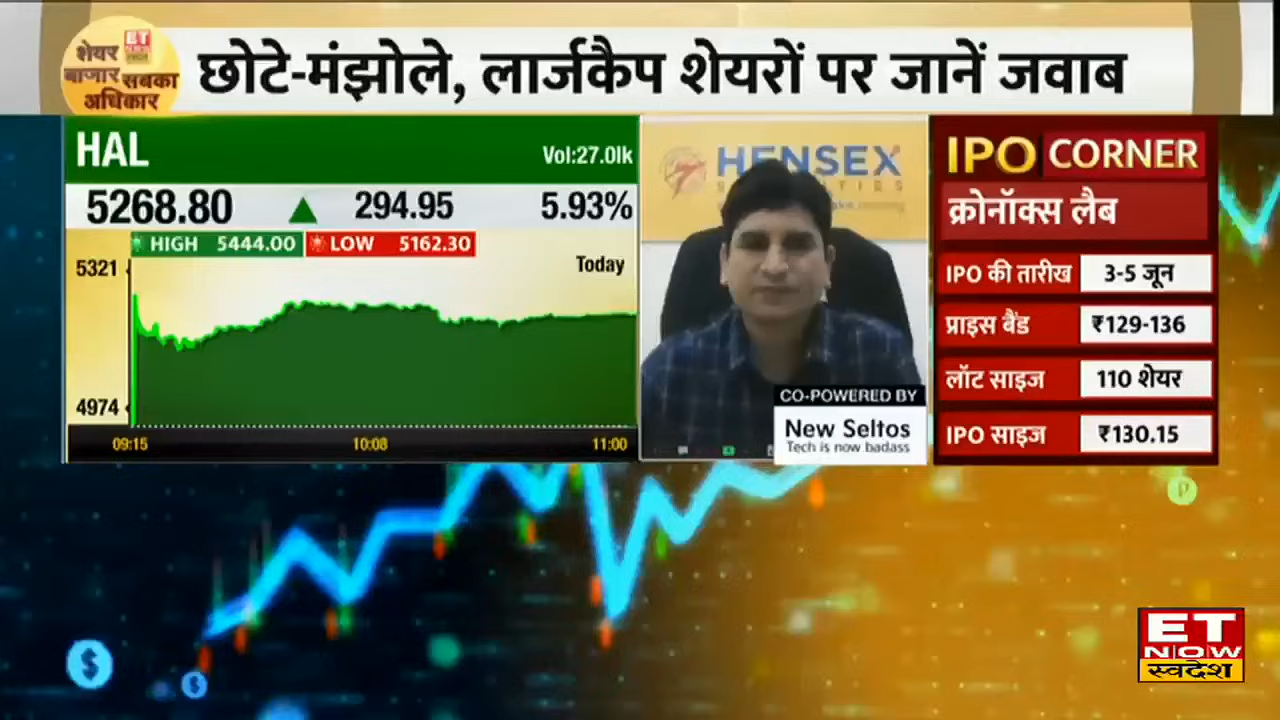 शेयर
ET
NOW
बाजार सबका
अधिकार
छोटे-मंझोले, लार्जकैप शेयरों पर जानें जवाब
HAL
Vol:27.0lk
5268.80
294.95
5.93%
HIGH 5444.00
LOW 5162.30
Today
5321
4974
09:15
10:08
11:00
HENSEX
CO-POWERED BY
New Seltos
Tech is now badass
IPO CORNER
क्रोनॉक्स लैब
IPO की तारीख 3-5 जून
प्राइस बैंड ₹129-136
लॉट साइज 110 शेयर
IPO साइज ₹130.15
$
$
P
ET
NOW
स्वदेश